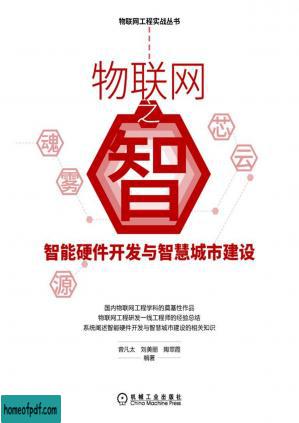 物联网工程实战丛书
物联网
之
智
魂
雾
源
芯
云
智能硬件开发与智慧城市建设
国内物联网工程学科的奠基性作品
物联网工程研发一线工程师的经验总结
系统阐述智能硬件开发与智慧城市建设的相关知识
曾凡太 刘美丽 陶翠霞
编著
机械工业出版社
China Machine Press
homeofpdf.com